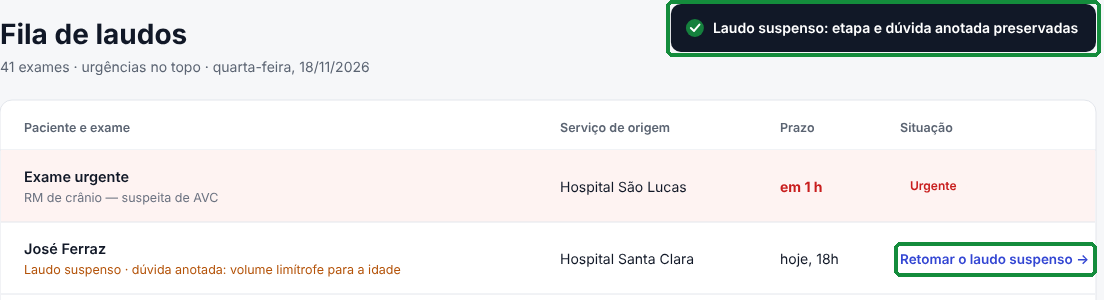 Fila de laudos
Laudo suspenso: etapa e dúvida anotada preservadas
41 exames · urgências no topo · quarta-feira, 18/11/2026
Paciente e exame Serviço de origem Prazo Situação
Exame urgente
RM de crânio — suspeita de AVC
Hospital São Lucas em 1 h Urgente
José Ferraz
Laudo suspenso · dúvida anotada: volume limítrofe para a idade
Hospital Santa Clara hoje, 18h Retomar o laudo suspenso →